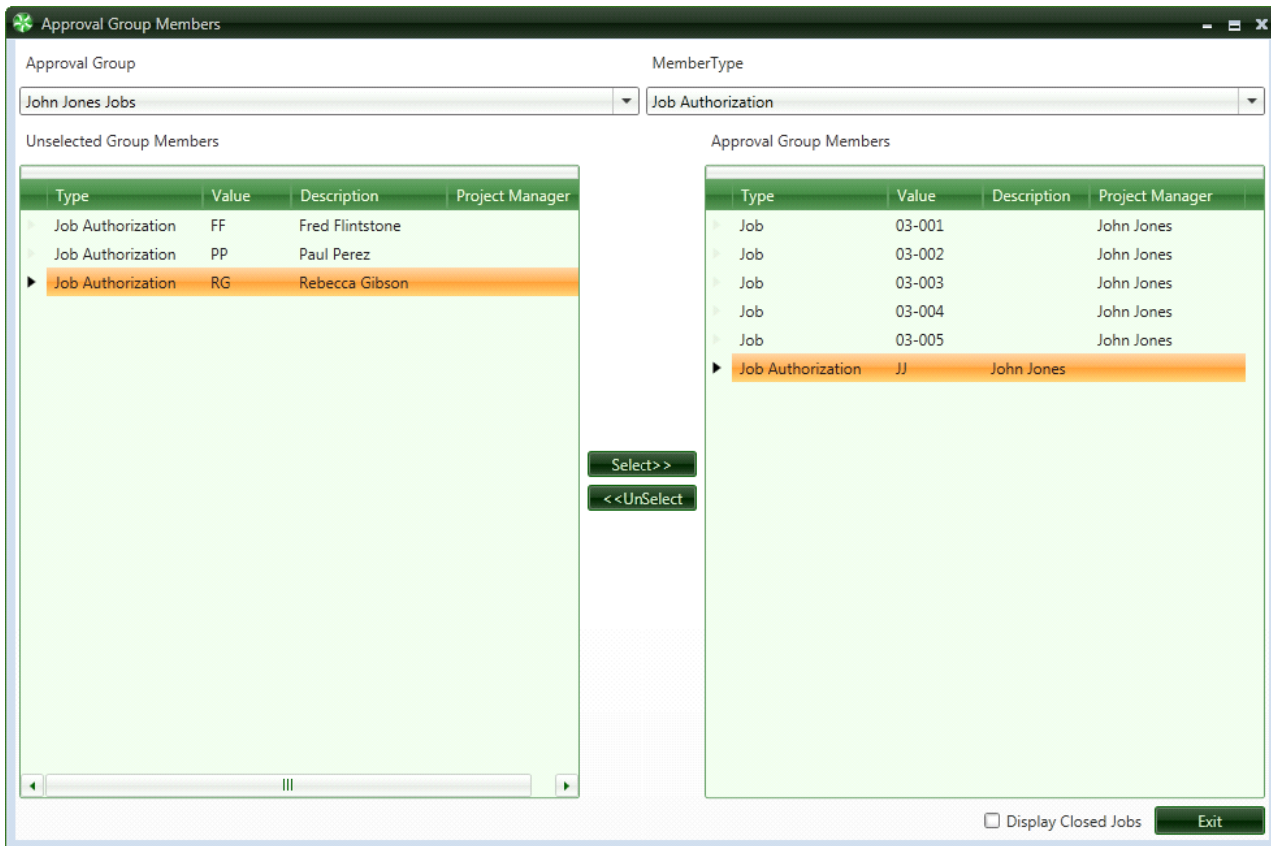 Approval Group Members
Approval Group MemberType
John Jones Jobs Job Authorization
Unselected Group Members Approval Group Members
Type Value Description Project Manager Type Value Description Project Manager
Job Authorization FF Fred Flintstone Job 03-001 John Jones
Job Authorization PP Paul Perez Job 03-002 John Jones
Job Authorization RG Rebecca Gibson Job 03-003 John Jones
Job 03-004 John Jones
Job 03-005 John Jones
Job Authorization JJ John Jones
Select>>
<<UnSelect
Display Closed Jobs Exit